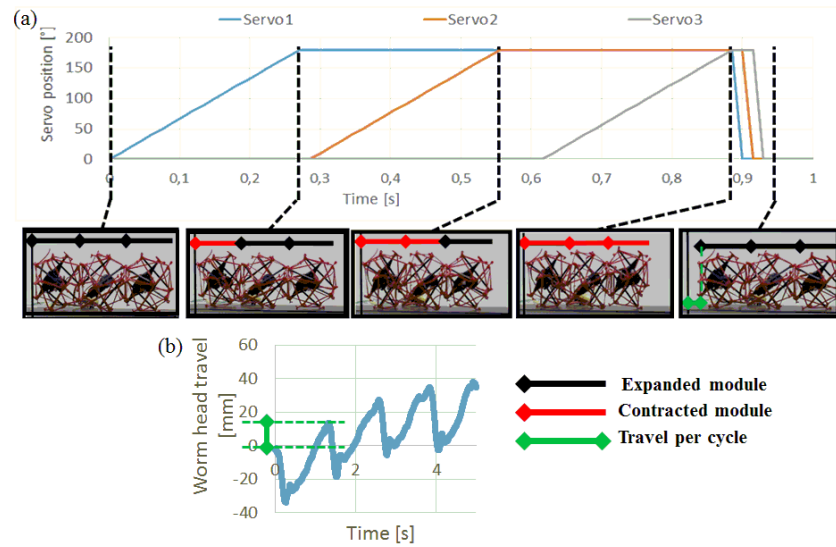 (a)
Servo1 Servo2 Servo3
Servo position [°]
200
150
100
50
0
0 0,1 0,2 0,3 0,4 0,5 0,6 0,7 0,8 0,9 1
Time [s]
(b)
Worm head travel
[mm]
60
40
20
0
-20
-40
0 2 4
Time [s]
Expanded module
Contracted module
Travel per cycle